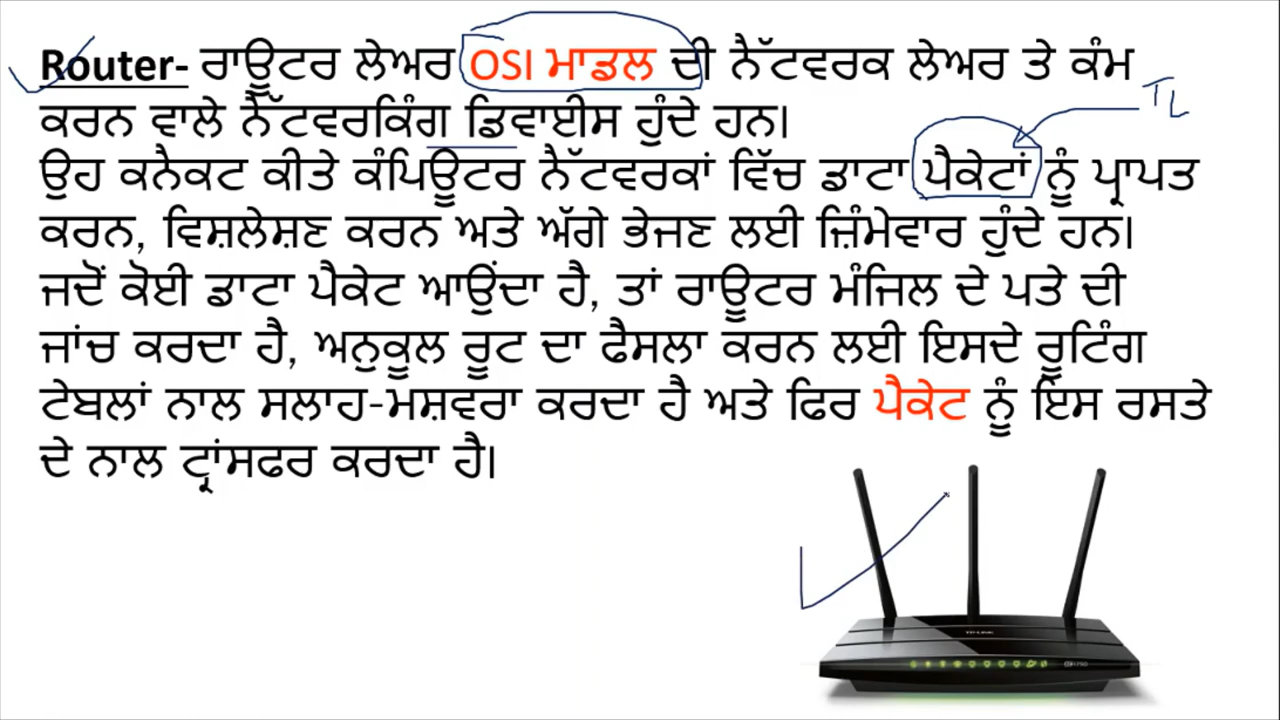 Router- ਰਾਊਟਰ ਲੇਅਰ OSI ਮਾਡਲ ਦੀ ਨੈੱਟਵਰਕ ਲੇਅਰ ਤੇ ਕੰਮ
ਕਰਨ ਵਾਲੇ ਨੈੱਟਵਰਕਿੰਗ ਡਿਵਾਈਸ ਹੁੰਦੇ ਹਨ।
TL
ਉਹ ਕਨੈਕਟ ਕੀਤੇ ਕੰਪਿਊਟਰ ਨੈੱਟਵਰਕਾਂ ਵਿੱਚ ਡਾਟਾ ਪੈਕੇਟਾਂ ਨੂੰ ਪ੍ਰਾਪਤ
ਕਰਨ, ਵਿਸ਼ਲੇਸ਼ਣ ਕਰਨ ਅਤੇ ਅੱਗੇ ਭੇਜਣ ਲਈ ਜ਼ਿੰਮੇਵਾਰ ਹੁੰਦੇ ਹਨ।
ਜਦੋਂ ਕੋਈ ਡਾਟਾ ਪੈਕੇਟ ਆਉਂਦਾ ਹੈ, ਤਾਂ ਰਾਊਟਰ ਮੰਜਿਲ ਦੇ ਪਤੇ ਦੀ
ਜਾਂਚ ਕਰਦਾ ਹੈ, ਅਨੁਕੂਲ ਰੂਟ ਦਾ ਫੈਸਲਾ ਕਰਨ ਲਈ ਇਸਦੇ ਰੂਟਿੰਗ
ਟੇਬਲਾਂ ਨਾਲ ਸਲਾਹ-ਮਸ਼ਵਰਾ ਕਰਦਾ ਹੈ ਅਤੇ ਫਿਰ ਪੈਕੇਟ ਨੂੰ ਇਸ ਰਸਤੇ
ਦੇ ਨਾਲ ਟ੍ਰਾਂਸਫਰ ਕਰਦਾ ਹੈ।
TP-LINK